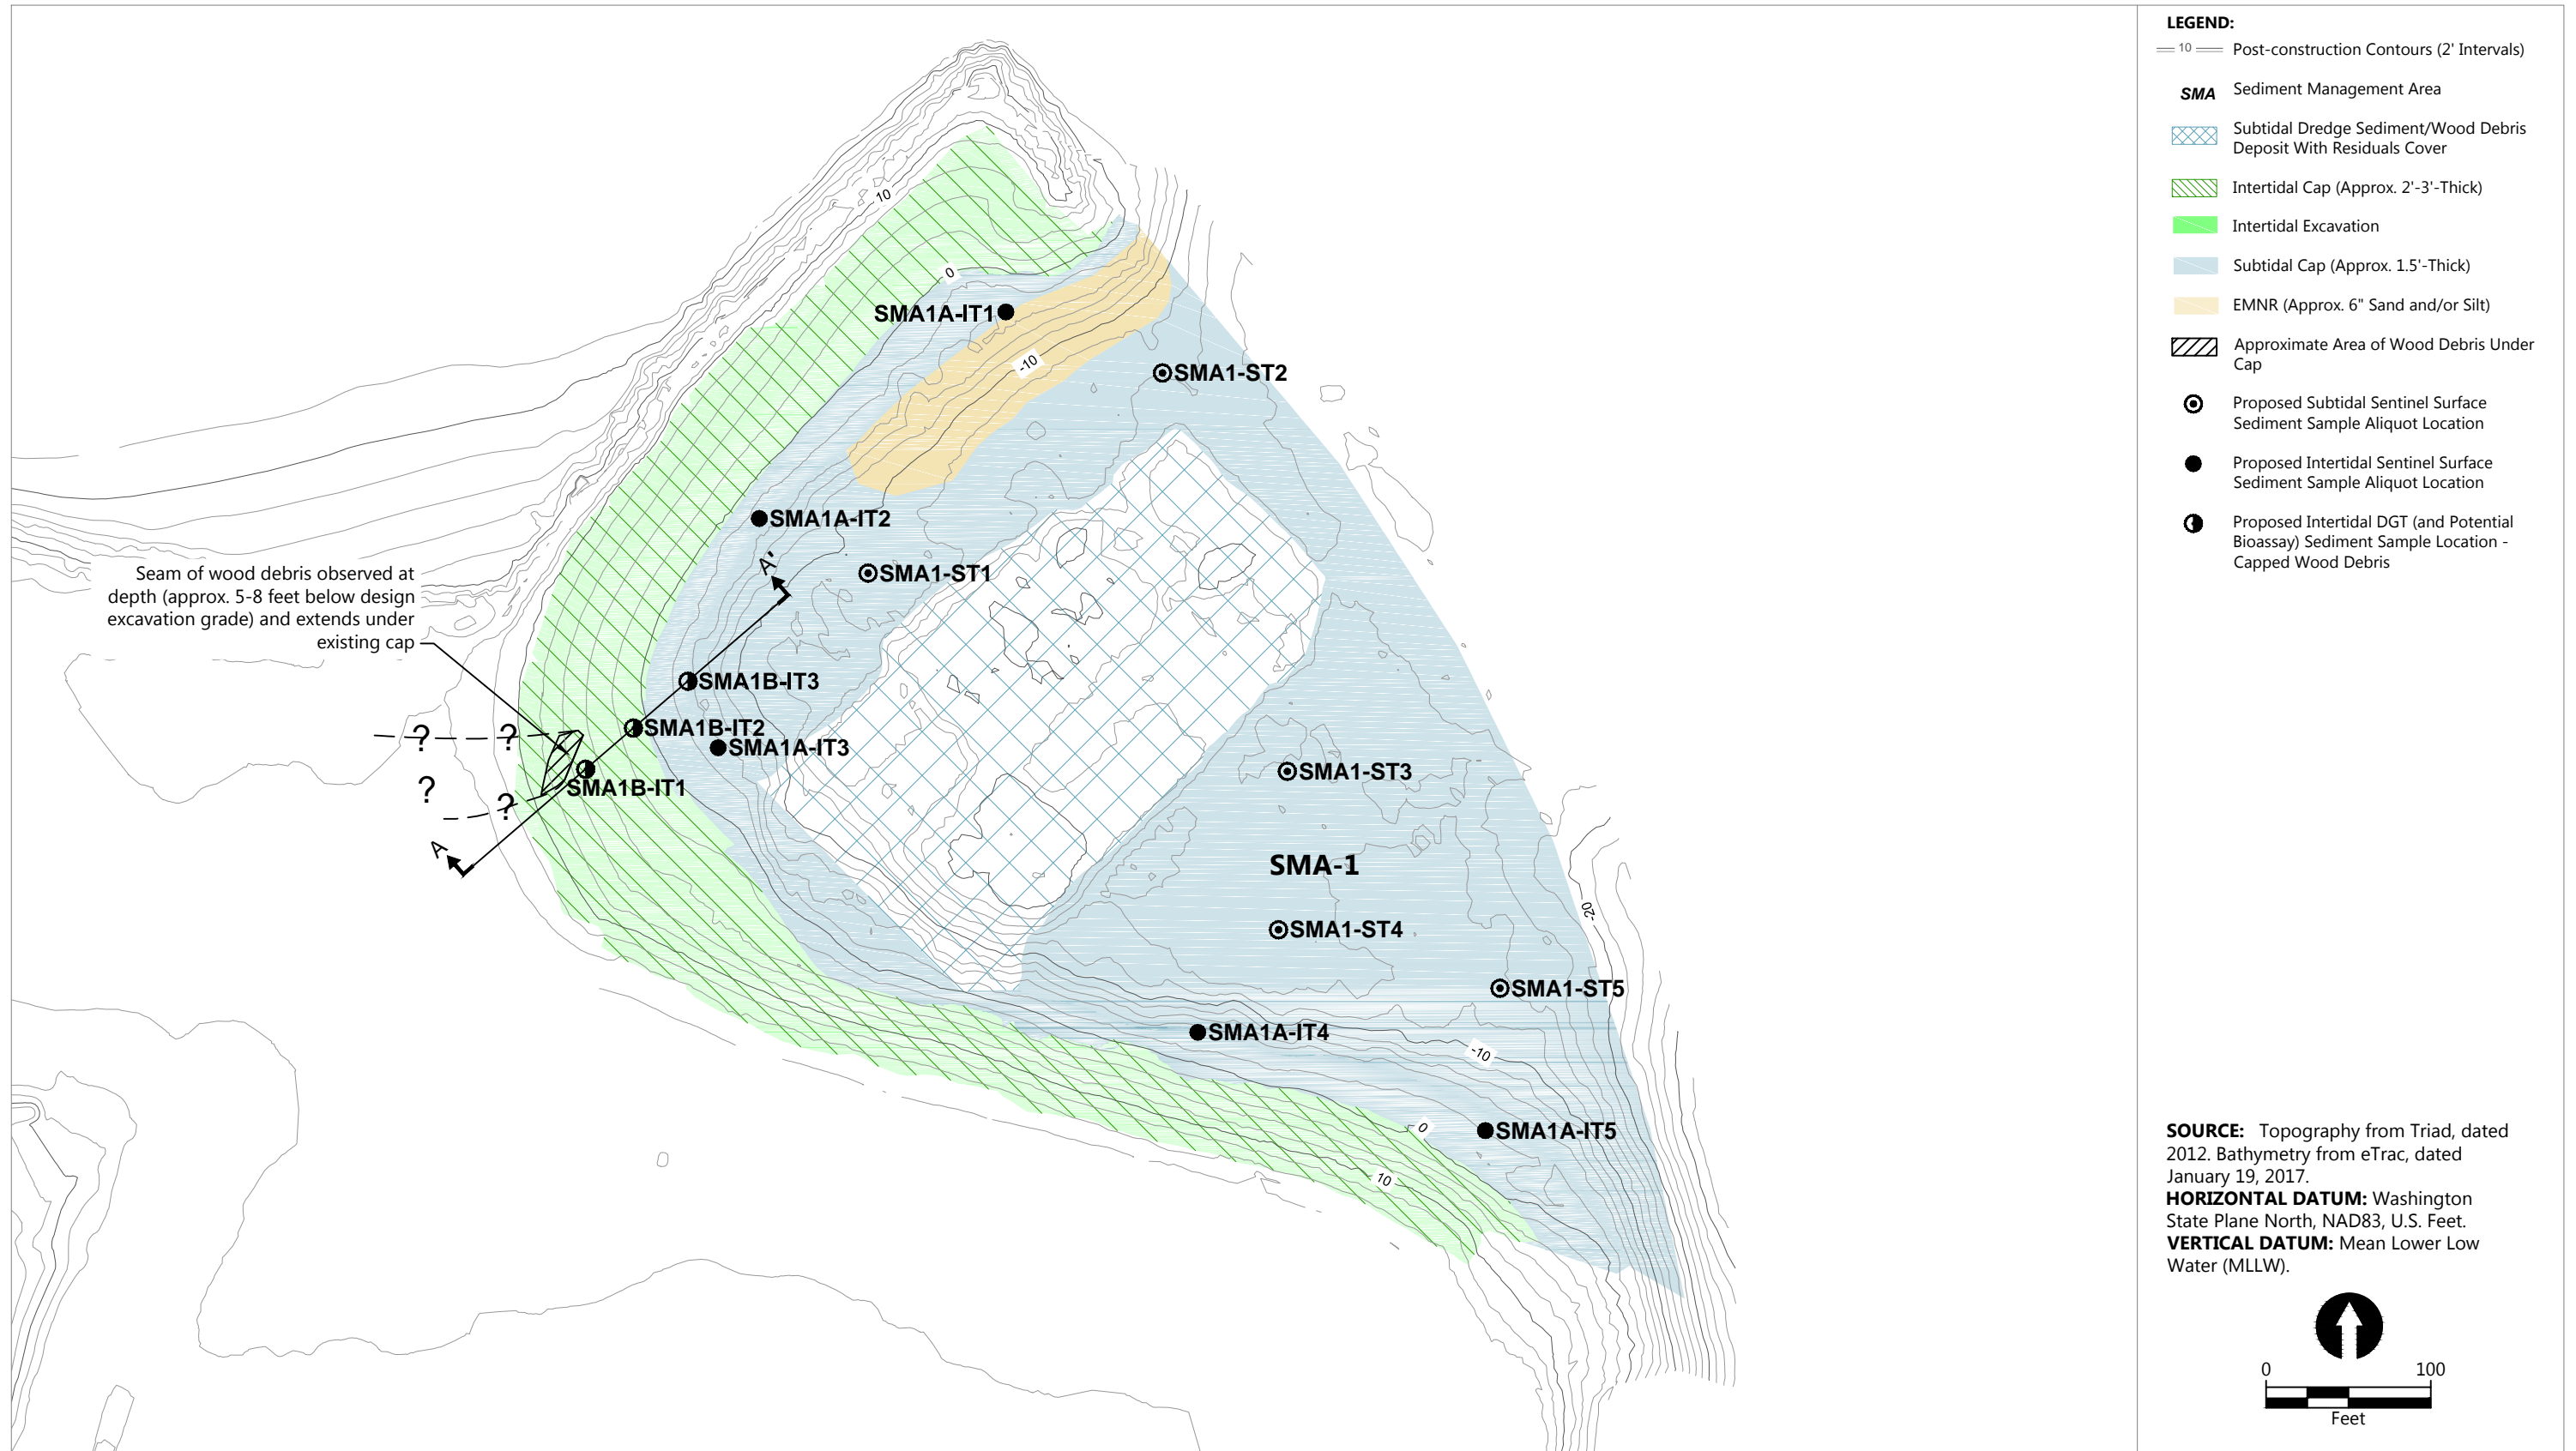 10
0
SMA1A-IT1
-10
SMA1-ST2
SMA1A-IT2
A'
SMA1-ST1
Seam of wood debris observed at
depth (approx. 5-8 feet below design
excavation grade) and extends under
existing cap
SMA1B-IT3
SMA1B-IT2
SMA1A-IT3
? ?
SMA1B-IT1
? ?
A
SMA1-ST3
SMA-1
-20
SMA1-ST4
SMA1-ST5
SMA1A-IT4
-10
0
SMA1A-IT5
10
LEGEND:
10 Post-construction Contours (2' Intervals)
SMA Sediment Management Area
Subtidal Dredge Sediment/Wood Debris
Deposit With Residuals Cover
Intertidal Cap (Approx. 2'-3'-Thick)
Intertidal Excavation
Subtidal Cap (Approx. 1.5'-Thick)
EMNR (Approx. 6" Sand and/or Silt)
Approximate Area of Wood Debris Under
Cap
Proposed Subtidal Sentinel Surface
Sediment Sample Aliquot Location
Proposed Intertidal Sentinel Surface
Sediment Sample Aliquot Location
Proposed Intertidal DGT (and Potential
Bioassay) Sediment Sample Location -
Capped Wood Debris
SOURCE: Topography from Triad, dated
2012. Bathymetry from eTrac, dated
January 19, 2017.
HORIZONTAL DATUM: Washington
State Plane North, NAD83, U.S. Feet.
VERTICAL DATUM: Mean Lower Low
Water (MLLW).
0 100
Feet